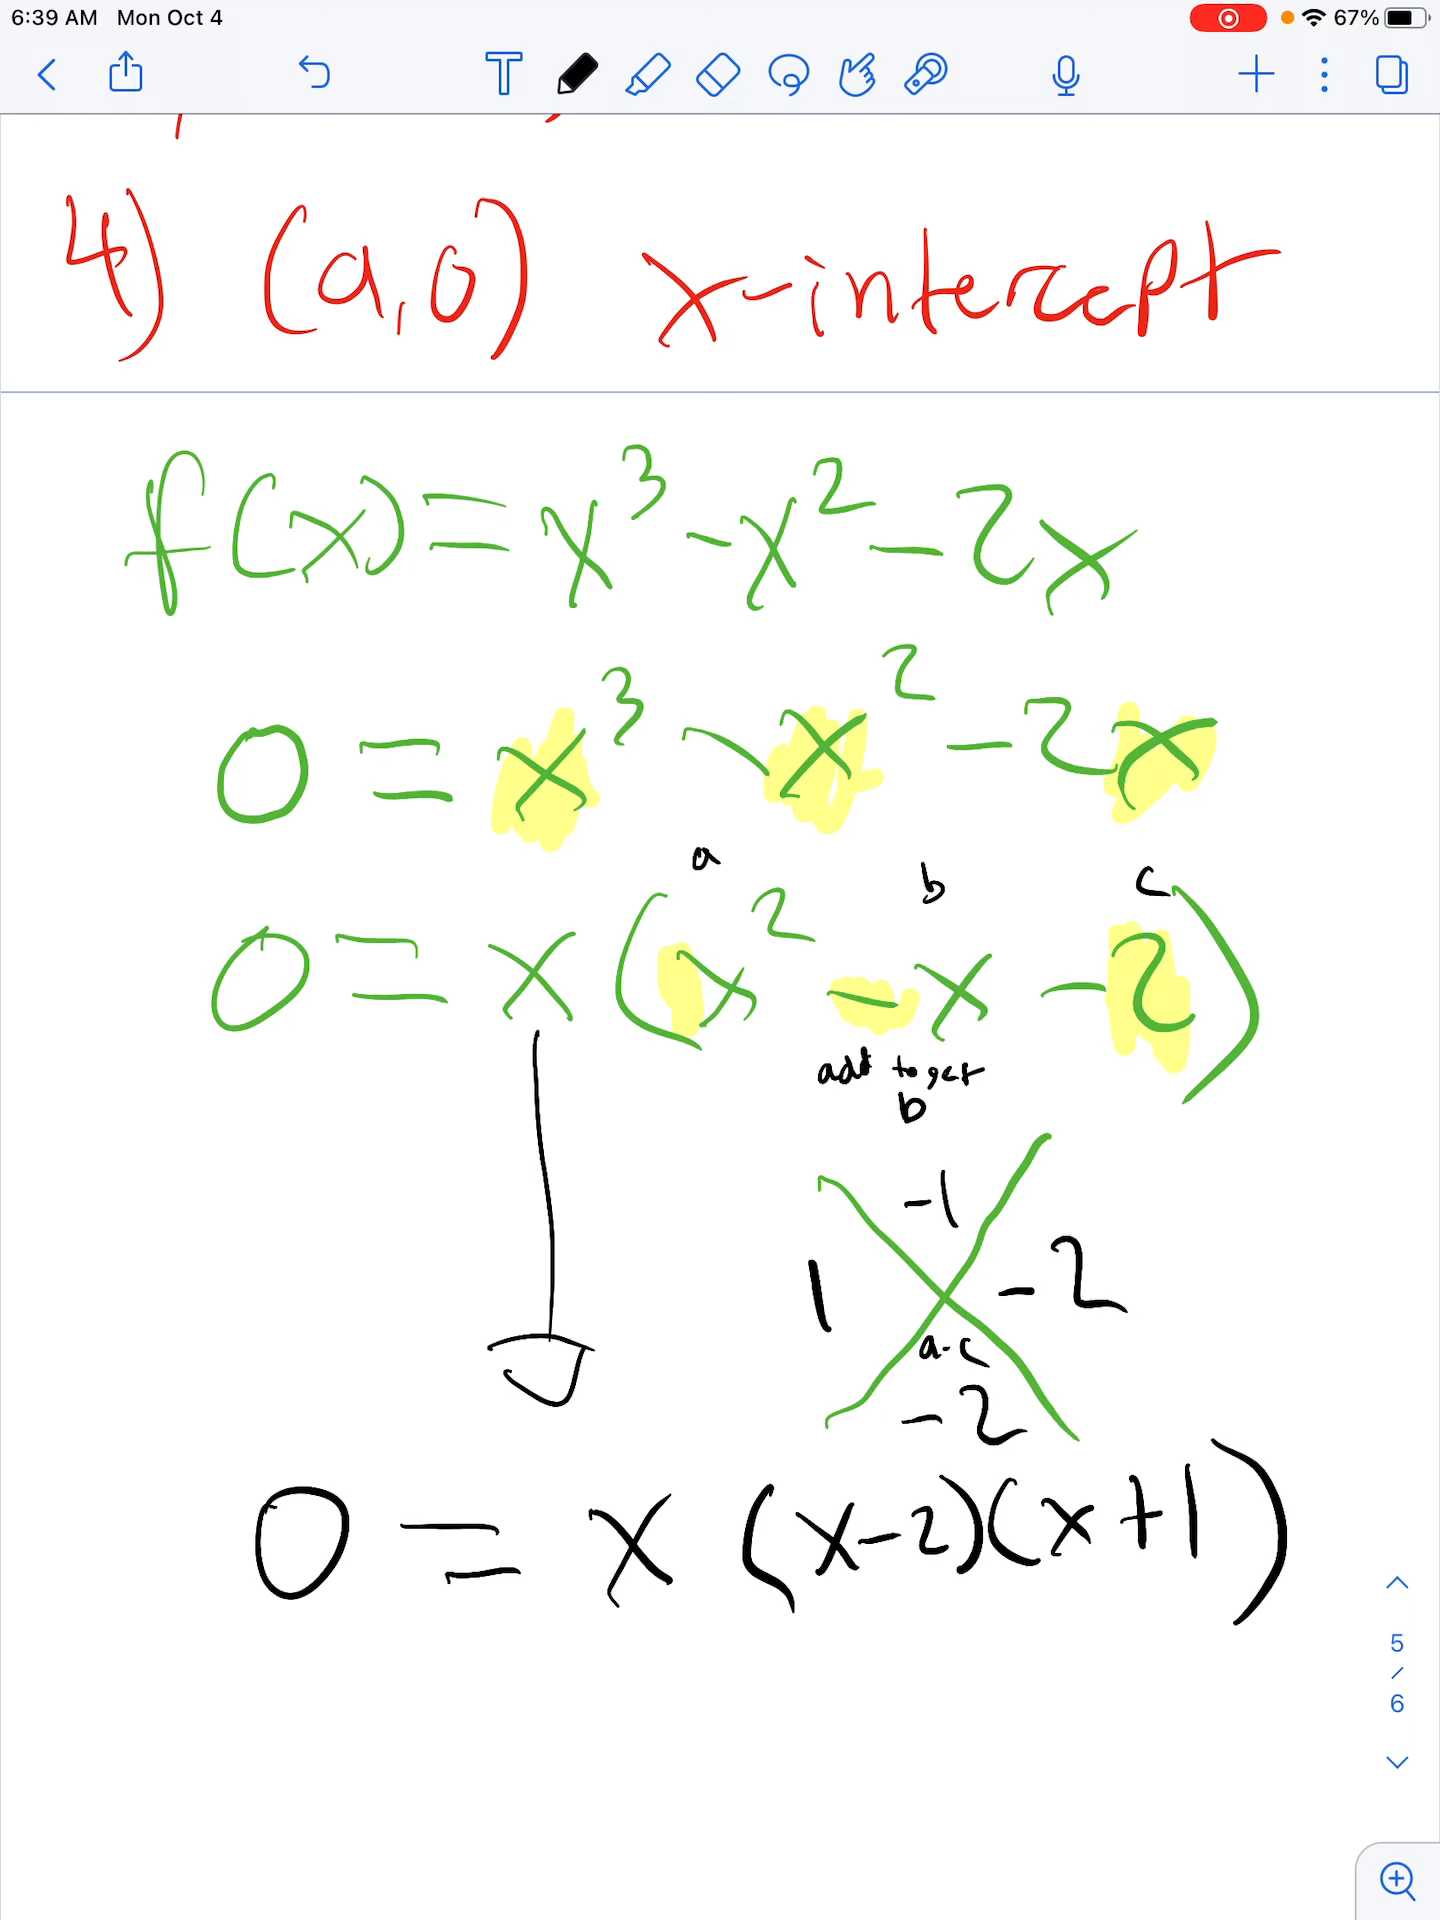 6:39 AM Mon Oct 4 67%
4) (a,0) x-intercept
f(x) = x³ - x² - 2x
0 = x³ - x² - 2x
a b c
0 = x (x² - x - 2)
add to get
b
-1
1 -2
a·c
-2
0 = x (x-2)(x+1)
5
/
6